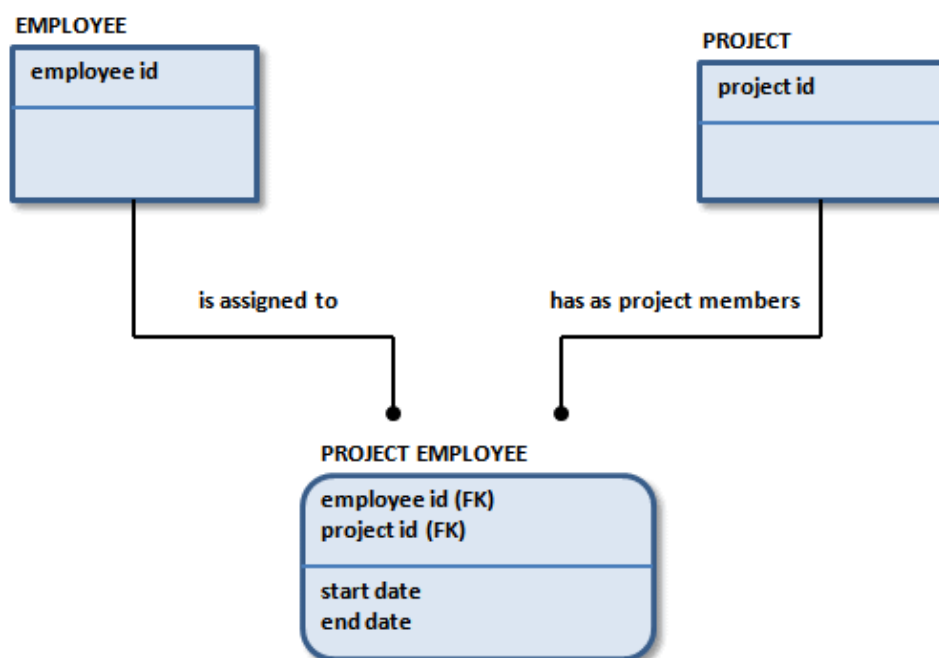 EMPLOYEE
employee id
PROJECT
project id
is assigned to
has as project members
PROJECT EMPLOYEE
employee id (FK)
project id (FK)
start date
end date